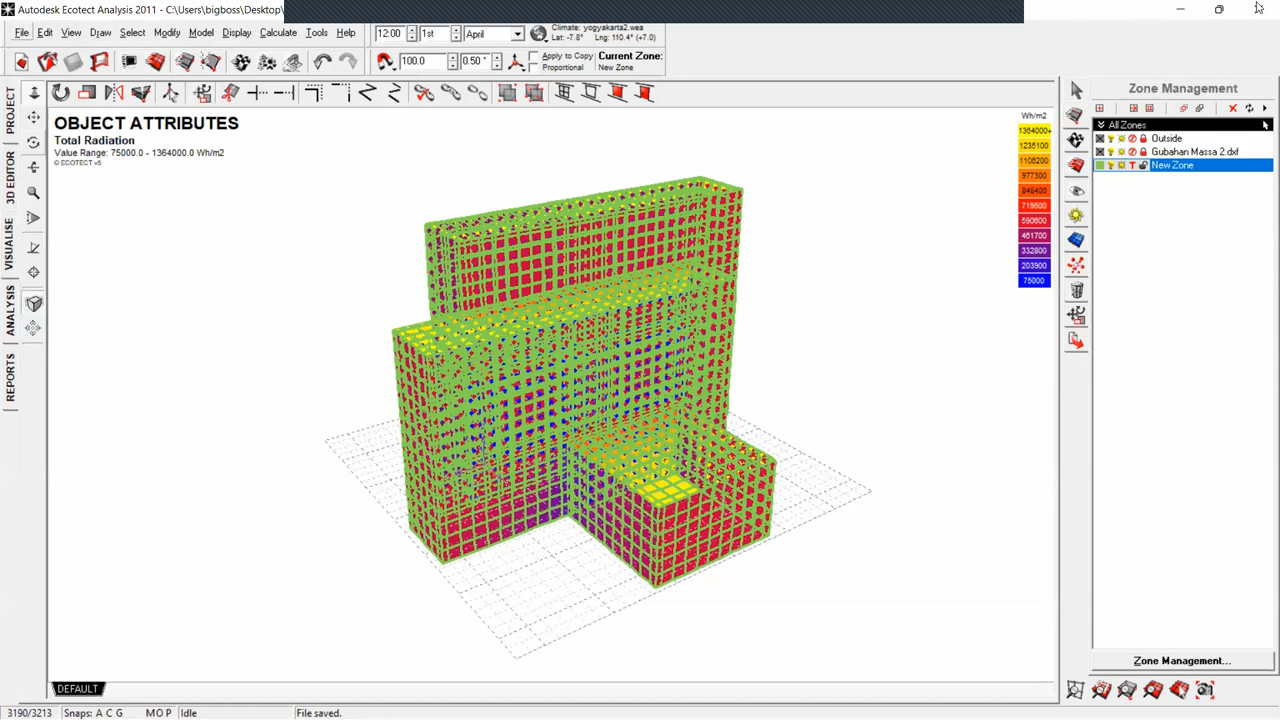 Autodesk Ecotect Analysis 2011 - C:\Users\bigboss\Desktop\
File Edit View Draw Select Modify Model Display Calculate Tools Help
12:00 1st April
Climate: yogyakarta2.wea
Lat: -7.8° Lng: 110.4° (+7.0)
100.0 0.50 °
Apply to Copy
Proportional
Current Zone:
New Zone
PROJECT
3D EDITOR
VISUALISE
ANALYSIS
REPORTS
OBJECT ATTRIBUTES
Total Radiation
Value Range: 75000.0 - 1364000.0 Wh/m2
© ECOTECT v5
Wh/m2
1364000+
1235100
1106200
977300
848400
719500
590600
461700
332800
203900
75000
Zone Management
All Zones
Outside
Gubahan Massa 2.dxf
T New Zone
Zone Management...
DEFAULT
3190/3213 Snaps: A C G M O P Idle File saved.